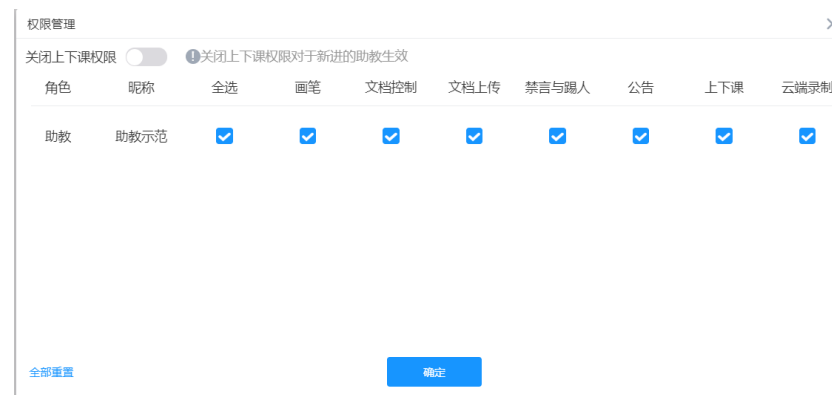 权限管理
关闭上下课权限 关闭上下课权限对于新进的助教生效
角色 昵称 全选 画笔 文档控制 文档上传 禁言与踢人 公告 上下课 云端录制
助教 助教示范
全部重置 确定